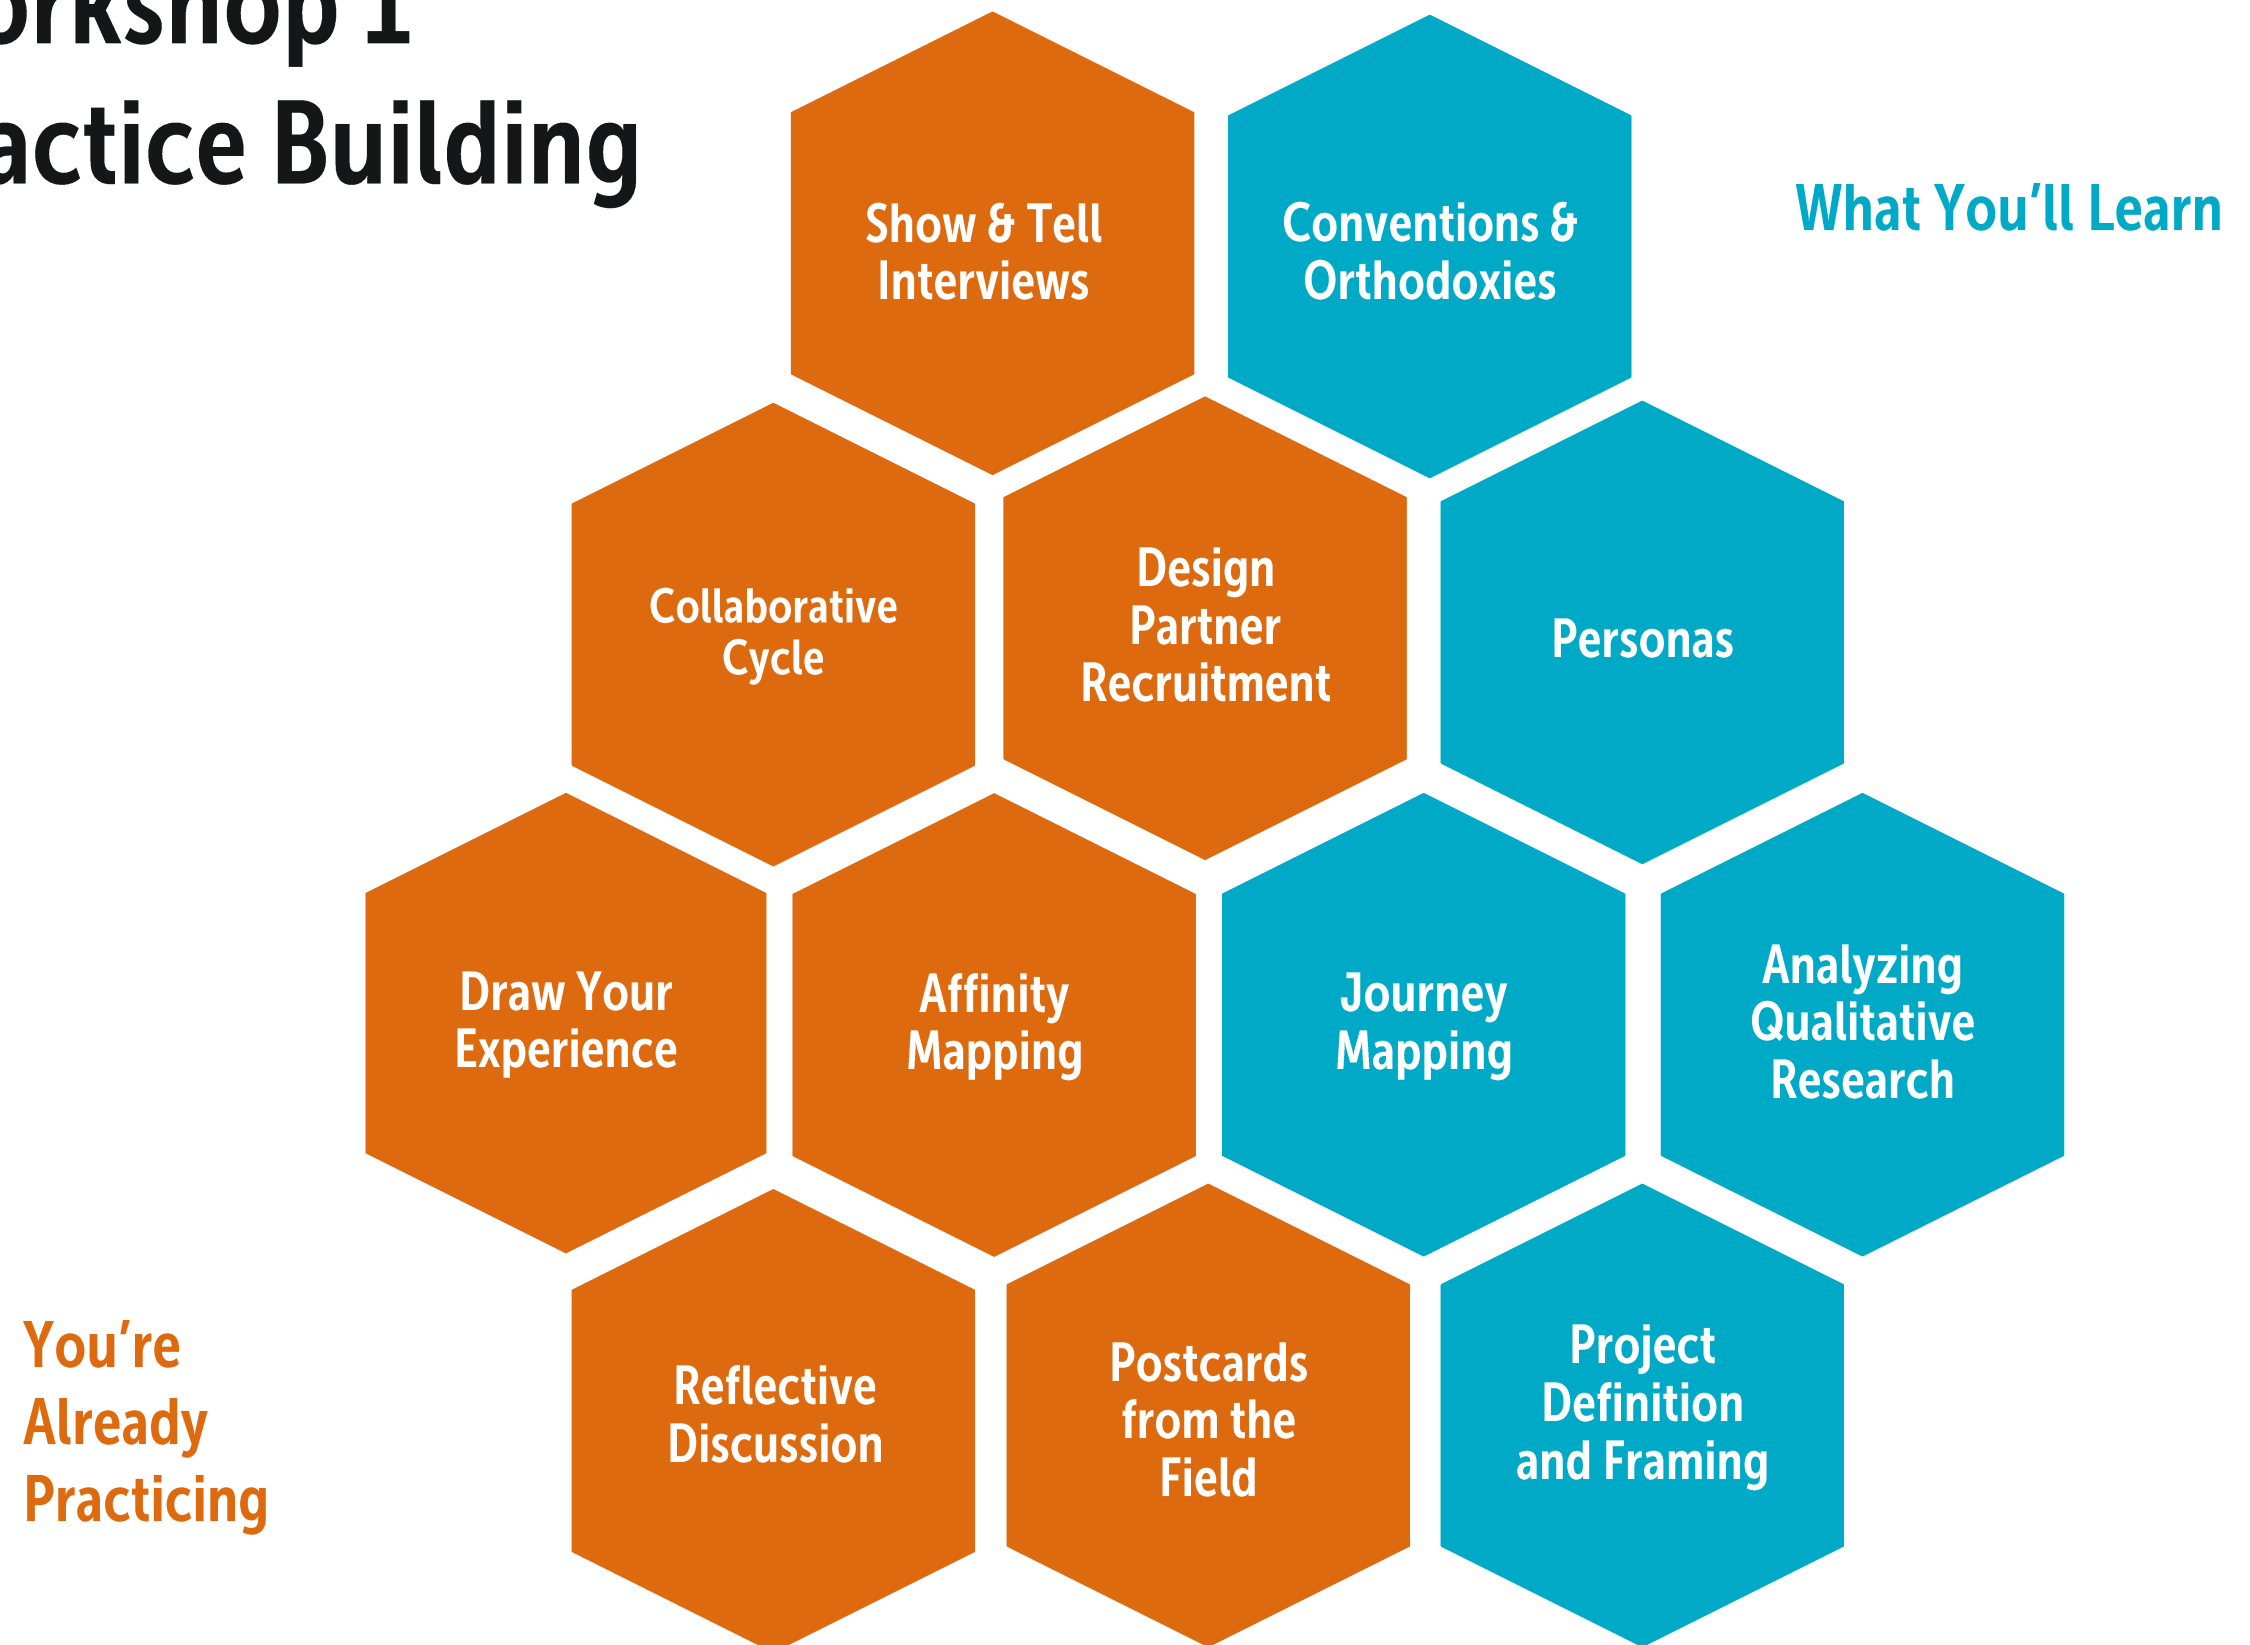 orkshop 1
actice Building
Show & Tell
Interviews
Conventions &
Orthodoxies
What You’ll Learn
Collaborative
Cycle
Design
Partner
Recruitment
Personas
Draw Your
Experience
Affinity
Mapping
Journey
Mapping
Analyzing
Qualitative
Research
You’re
Already
Practicing
Reflective
Discussion
Postcards
from the
Field
Project
Definition
and Framing